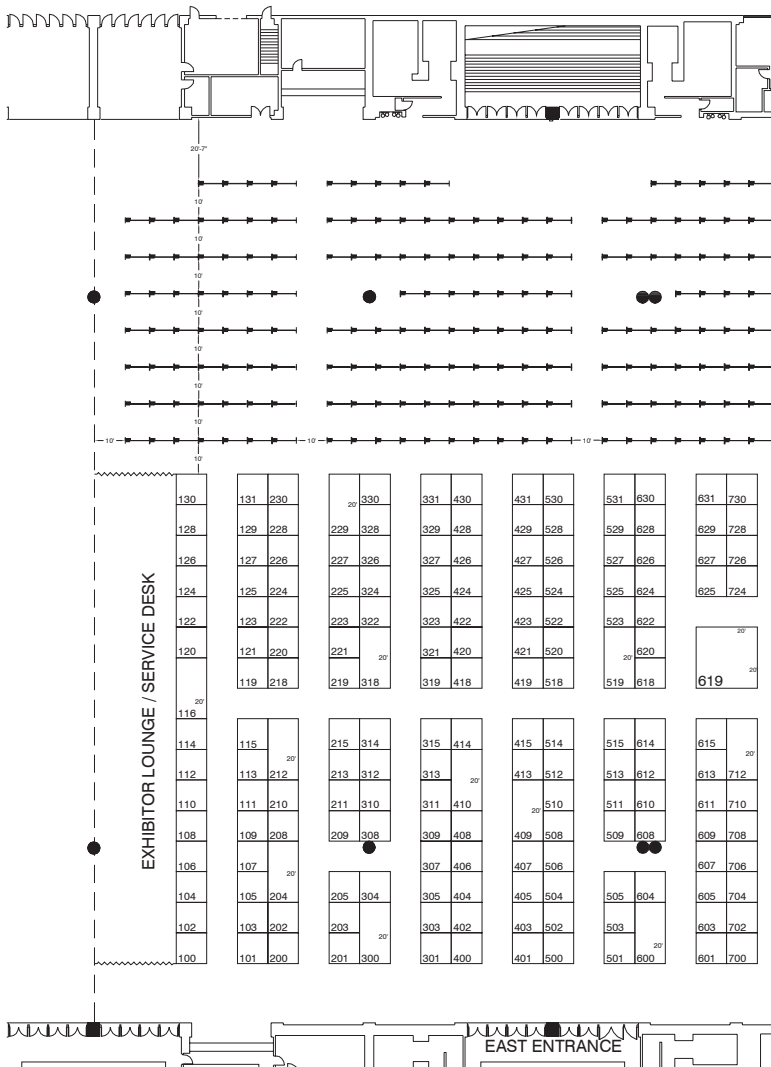 20'-7"
10'
10'
10'
10'
10'
10'
10'
10' 10' 10'
10'
20'
130 131 230 330 331 430 431 530 531 630 631 730
128 129 228 229 328 329 428 429 528 529 628 629 728
126 127 226 227 326 327 426 427 526 527 626 627 726
124 125 224 225 324 325 424 425 524 525 624 625 724
122 123 222 223 322 323 422 423 522 523 622
20'
120 121 220 221 321 420 421 520 620
20' 20' 20'
119 218 219 318 319 418 419 518 519 618 619
20'
116
114 115 215 314 315 414 415 514 515 614 615
20' 20'
112 113 212 213 312 313 413 512 513 612 613 712
20'
110 111 210 211 310 311 410 510 511 610 611 710
20'
108 109 208 209 308 309 408 409 508 509 608 609 708
106 107 307 406 407 506 607 706
20'
104 105 204 205 304 305 404 405 504 505 604 605 704
102 103 202 203 303 402 403 502 503 603 702
20' 20'
100 101 200 201 300 301 400 401 500 501 600 601 700
EXHIBITOR LOUNGE / SERVICE DESK
EAST ENTRANCE